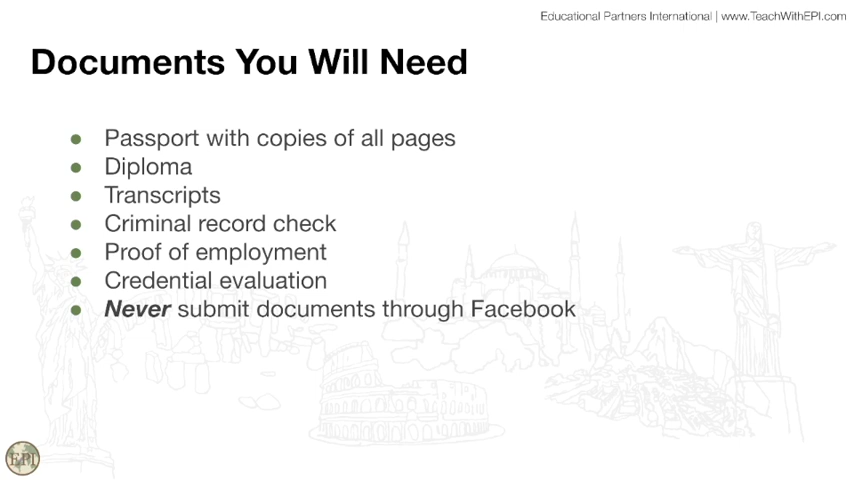 Educational Partners International | www.TeachWithEPI.com
Documents You Will Need
● Passport with copies of all pages
● Diploma
● Transcripts
● Criminal record check
● Proof of employment
● Credential evaluation
● Never submit documents through Facebook
EPI